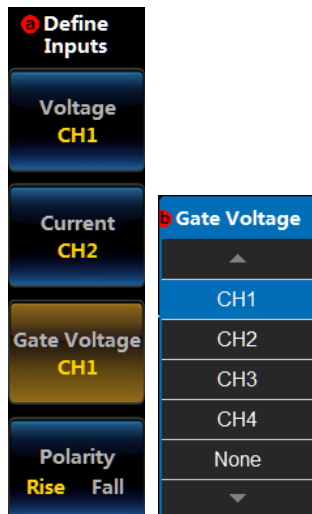 a Define
Inputs
Voltage
CH1
Current
CH2
Gate Voltage
CH1
Polarity
Rise Fall
b Gate Voltage
CH1
CH2
CH3
CH4
None